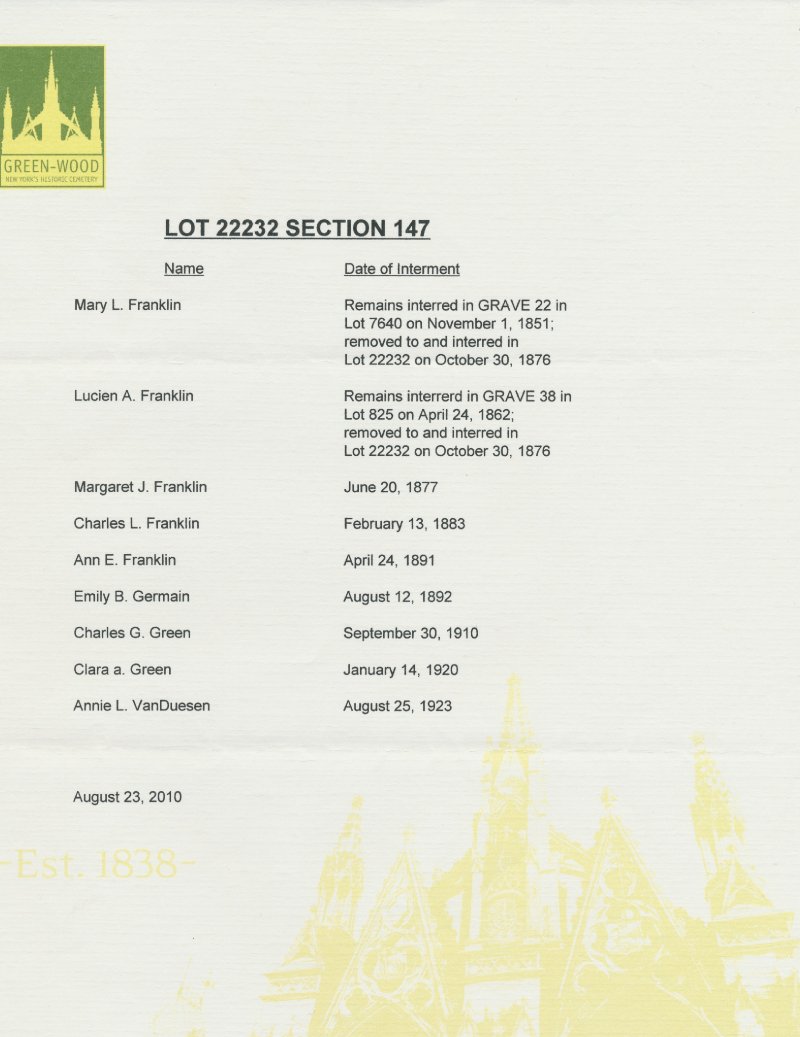 GREEN-WOOD
NEW YORK'S HISTORIC CEMETERY
LOT 22232 SECTION 147
Name Date of Interment
Mary L. Franklin Remains interred in GRAVE 22 in
Lot 7640 on November 1, 1851;
removed to and interred in
Lot 22232 on October 30, 1876
Lucien A. Franklin Remains interrerd in GRAVE 38 in
Lot 825 on April 24, 1862;
removed to and interred in
Lot 22232 on October 30, 1876
Margaret J. Franklin June 20, 1877
Charles L. Franklin February 13, 1883
Ann E. Franklin April 24, 1891
Emily B. Germain August 12, 1892
Charles G. Green September 30, 1910
Clara a. Green January 14, 1920
Annie L. VanDuesen August 25, 1923
August 23, 2010
-Est. 1838-